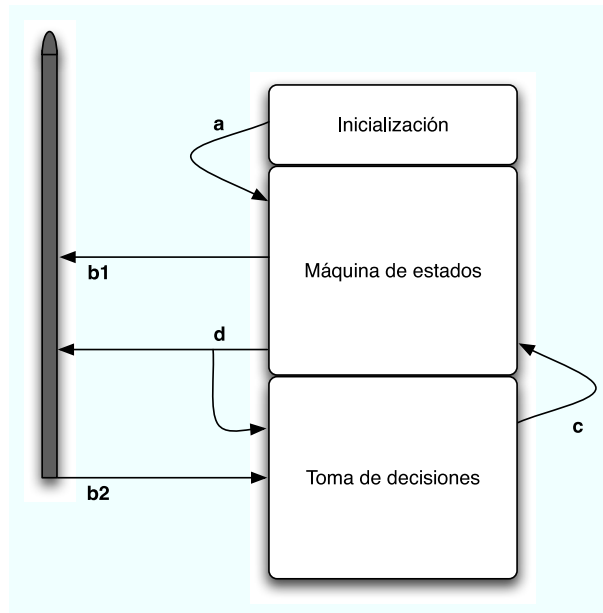 a
Inicialización
b1
Máquina de estados
d
c
b2
Toma de decisiones